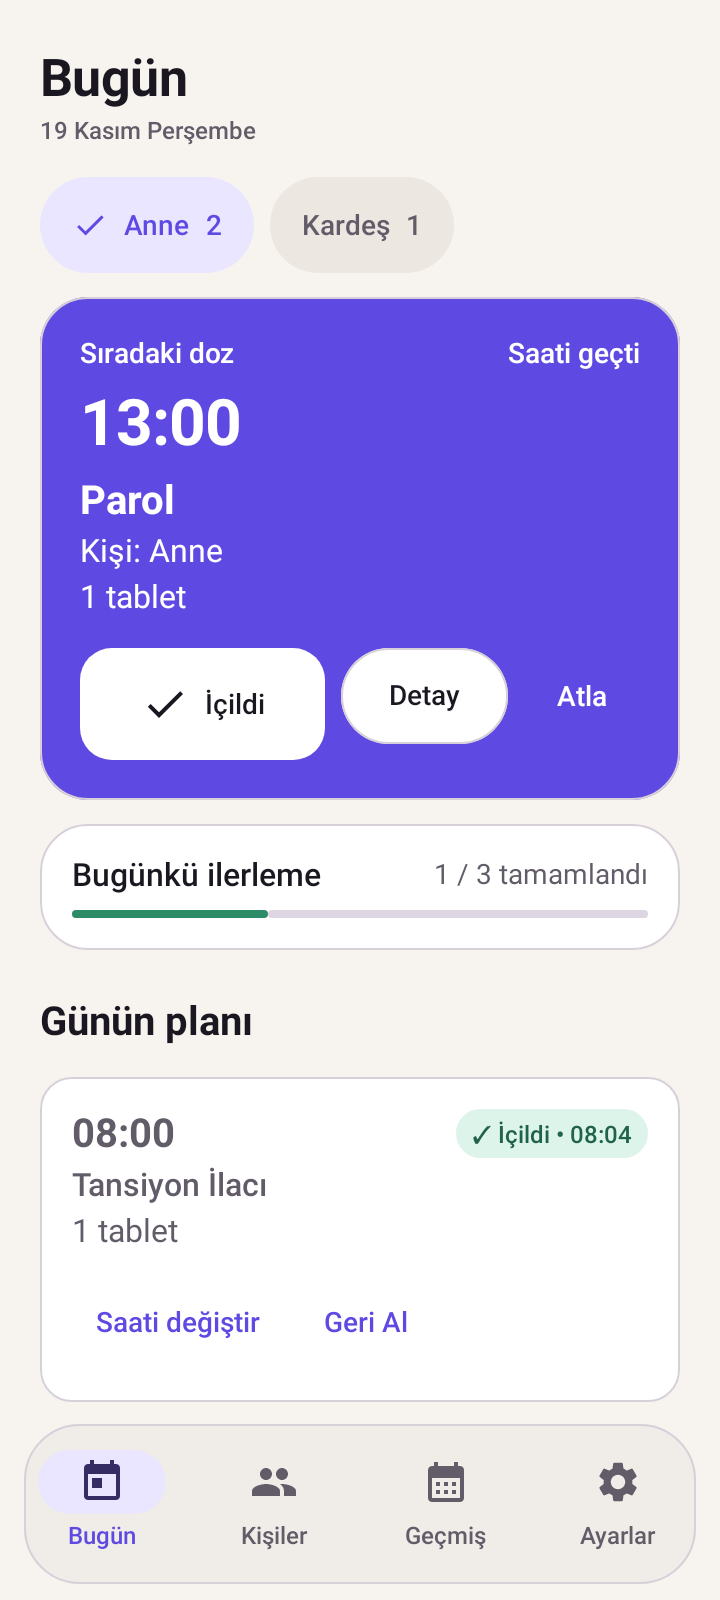 Bugün
19 Kasım Perşembe
Anne 2
Kardeş 1
Sıradaki doz
Saati geçti
13:00
Parol
Kişi: Anne
1 tablet
İçildi
Detay
Atla
Bugünkü ilerleme
1 / 3 tamamlandı
Günün planı
08:00
✓ İçildi • 08:04
Tansiyon İlacı
1 tablet
Saati değiştir
Geri Al
Bugün
Kişiler
Geçmiş
Ayarlar